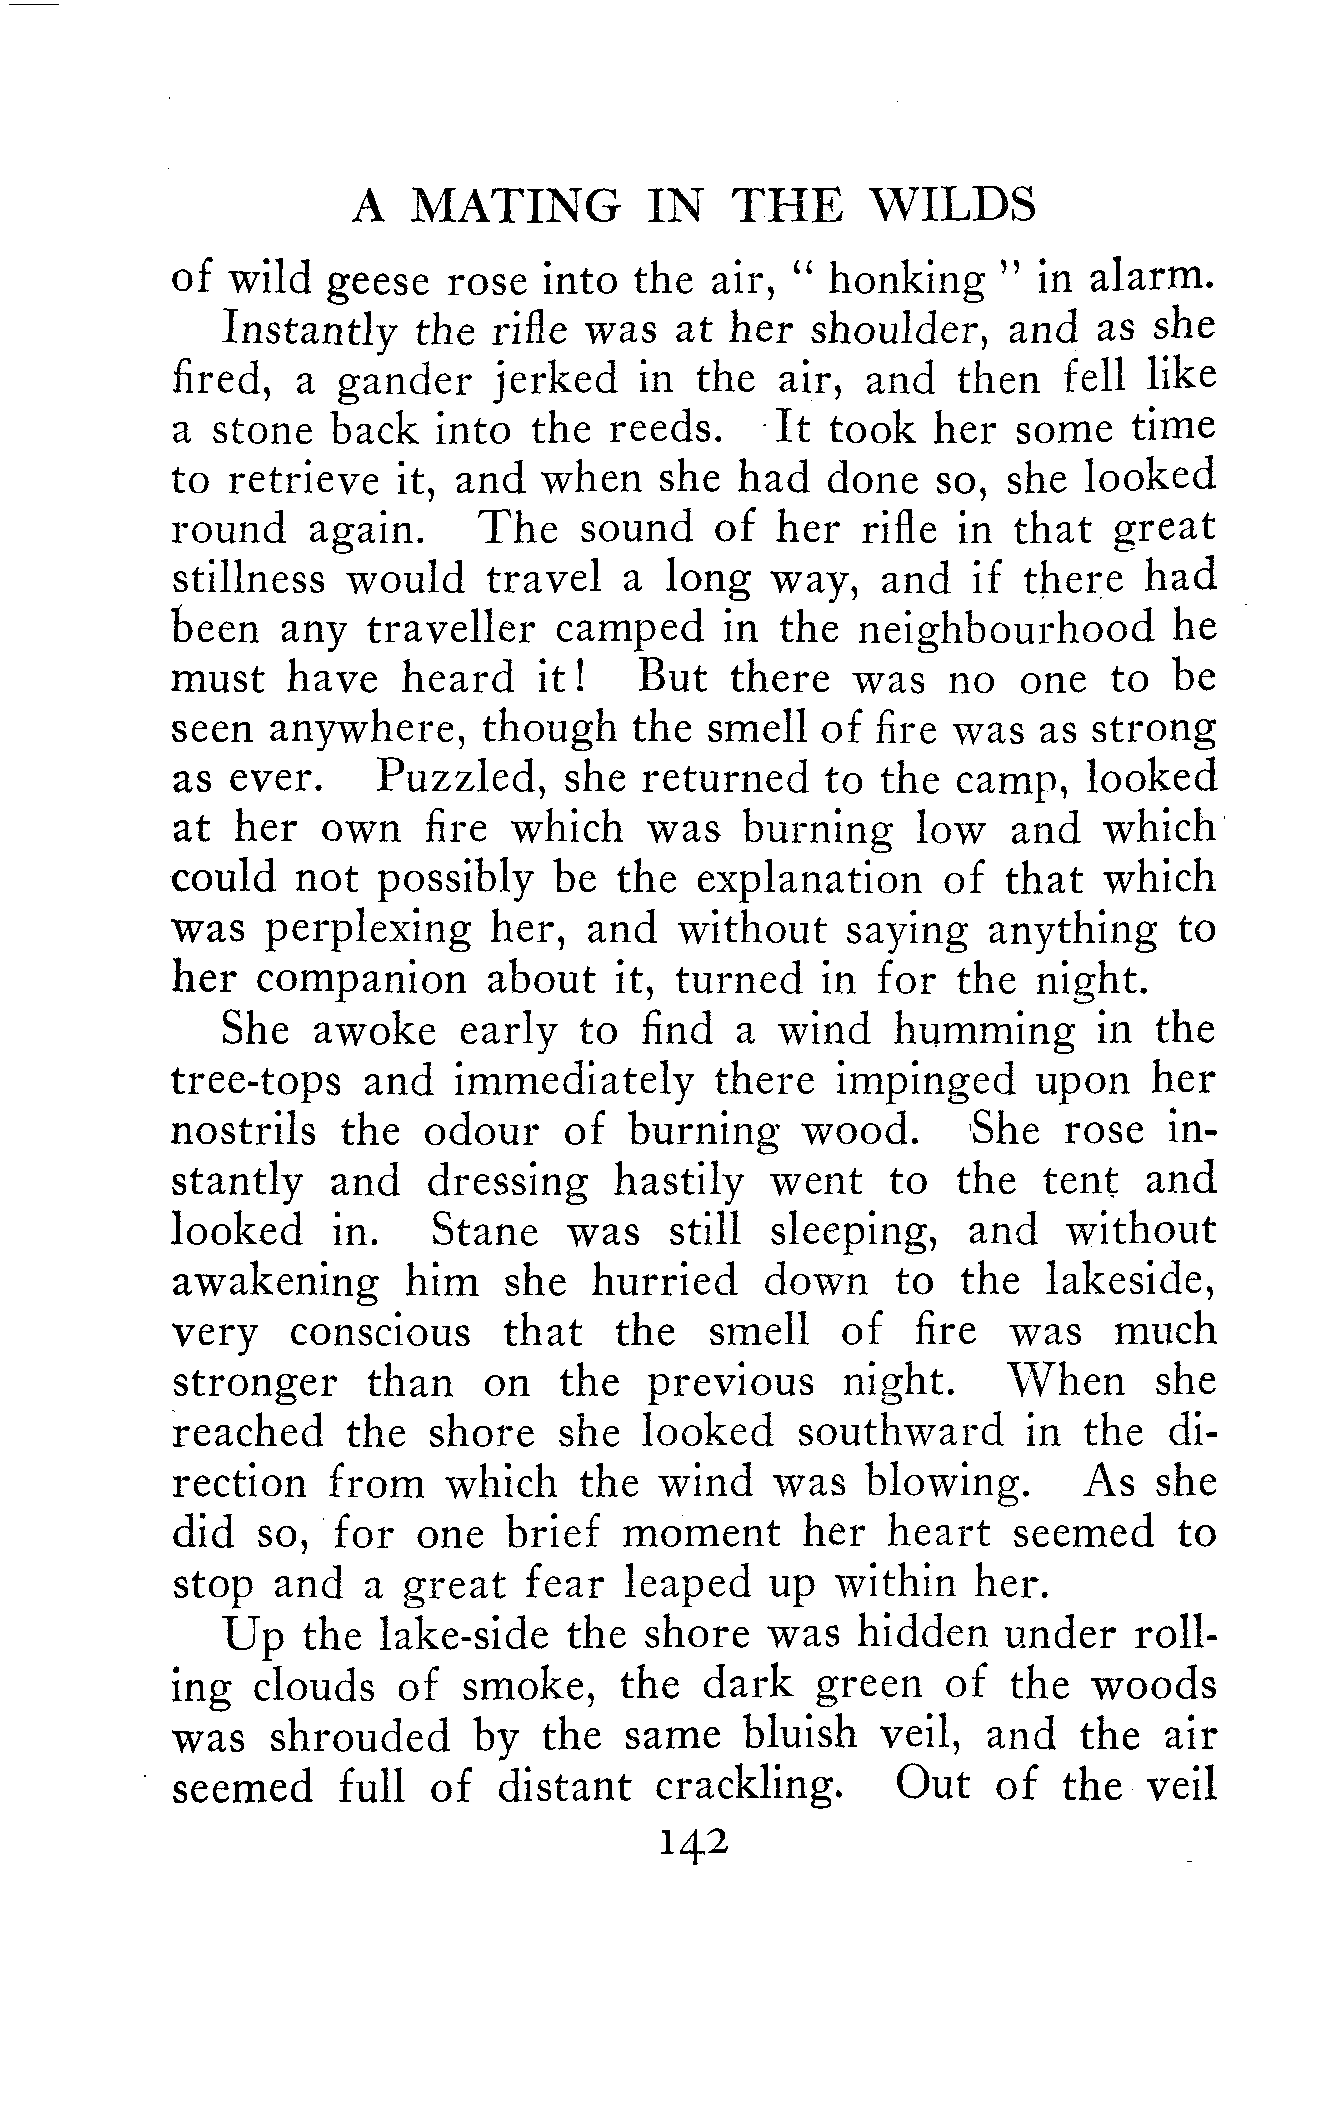 A MATING IN THE WILDS
of wild geese rose into the air, “ honking ” in alarm.
Instantly the rifle was at her shoulder, and as she
fired, a gander jerked in the air, and then fell like
a stone back into the reeds. It took her some time
to retrieve it, and when she had done so, she looked
round again. The sound of her rifle in that great
stillness would travel a long way, and if there had
been any traveller camped in the neighbourhood he
must have heard it! But there was no one to be
seen anywhere, though the smell of fire was as strong
as ever. Puzzled, she returned to the camp, looked
at her own fire which was burning low and which
could not possibly be the explanation of that which
was perplexing her, and without saying anything to
her companion about it, turned in for the night.
She awoke early to find a wind humming in the
tree-tops and immediately there impinged upon her
nostrils the odour of burning wood. She rose in-
stantly and dressing hastily went to the tent and
looked in. Stane was still sleeping, and without
awakening him she hurried down to the lakeside,
very conscious that the smell of fire was much
stronger than on the previous night. When she
reached the shore she looked southward in the di-
rection from which the wind was blowing. As she
did so, for one brief moment her heart seemed to
stop and a great fear leaped up within her.
Up the lake-side the shore was hidden under roll-
ing clouds of smoke, the dark green of the woods
was shrouded by the same bluish veil, and the air
seemed full of distant crackling. Out of the veil
142